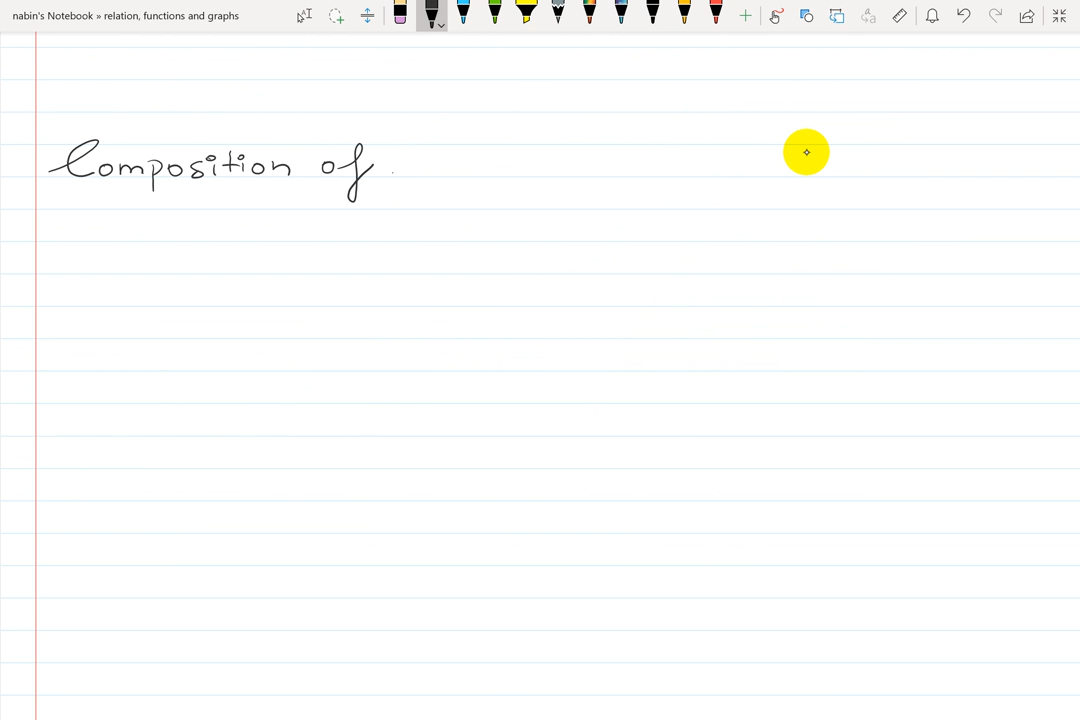 nabin's Notebook » relation, functions and graphs
Composition of